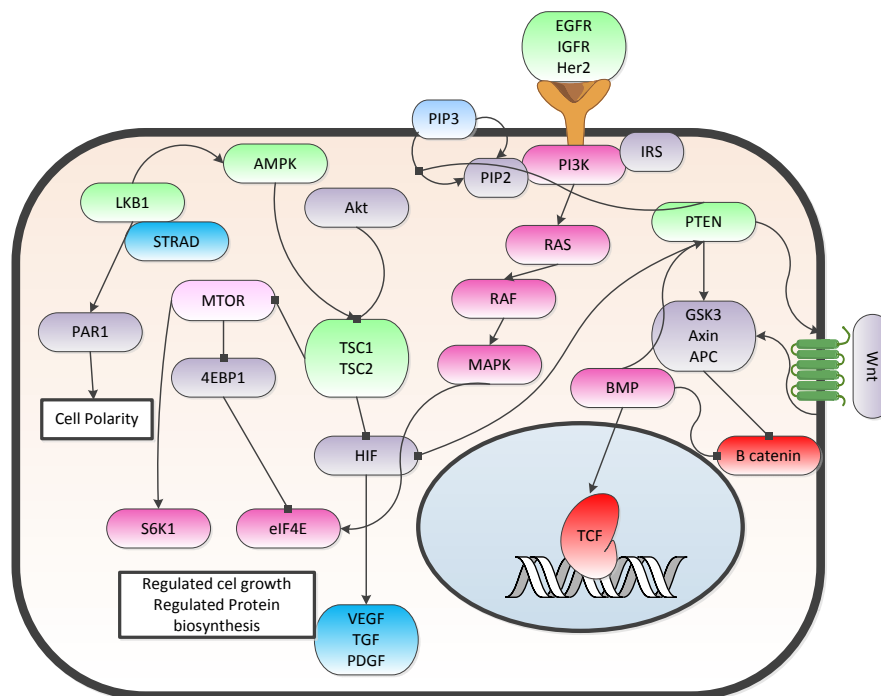 EGFR
IGFR
Her2
PIP3
IRS
AMPK
PI3K
PIP2
LKB1
Akt
PTEN
STRAD
RAS
MTOR
RAF
GSK3
Axin
APC
PAR1
TSC1
TSC2
Wnt
4EBP1
MAPK
BMP
Cell Polarity
HIF
B catenin
S6K1
eIF4E
TCF
Regulated cel growth
Regulated Protein
biosynthesis
VEGF
TGF
PDGF